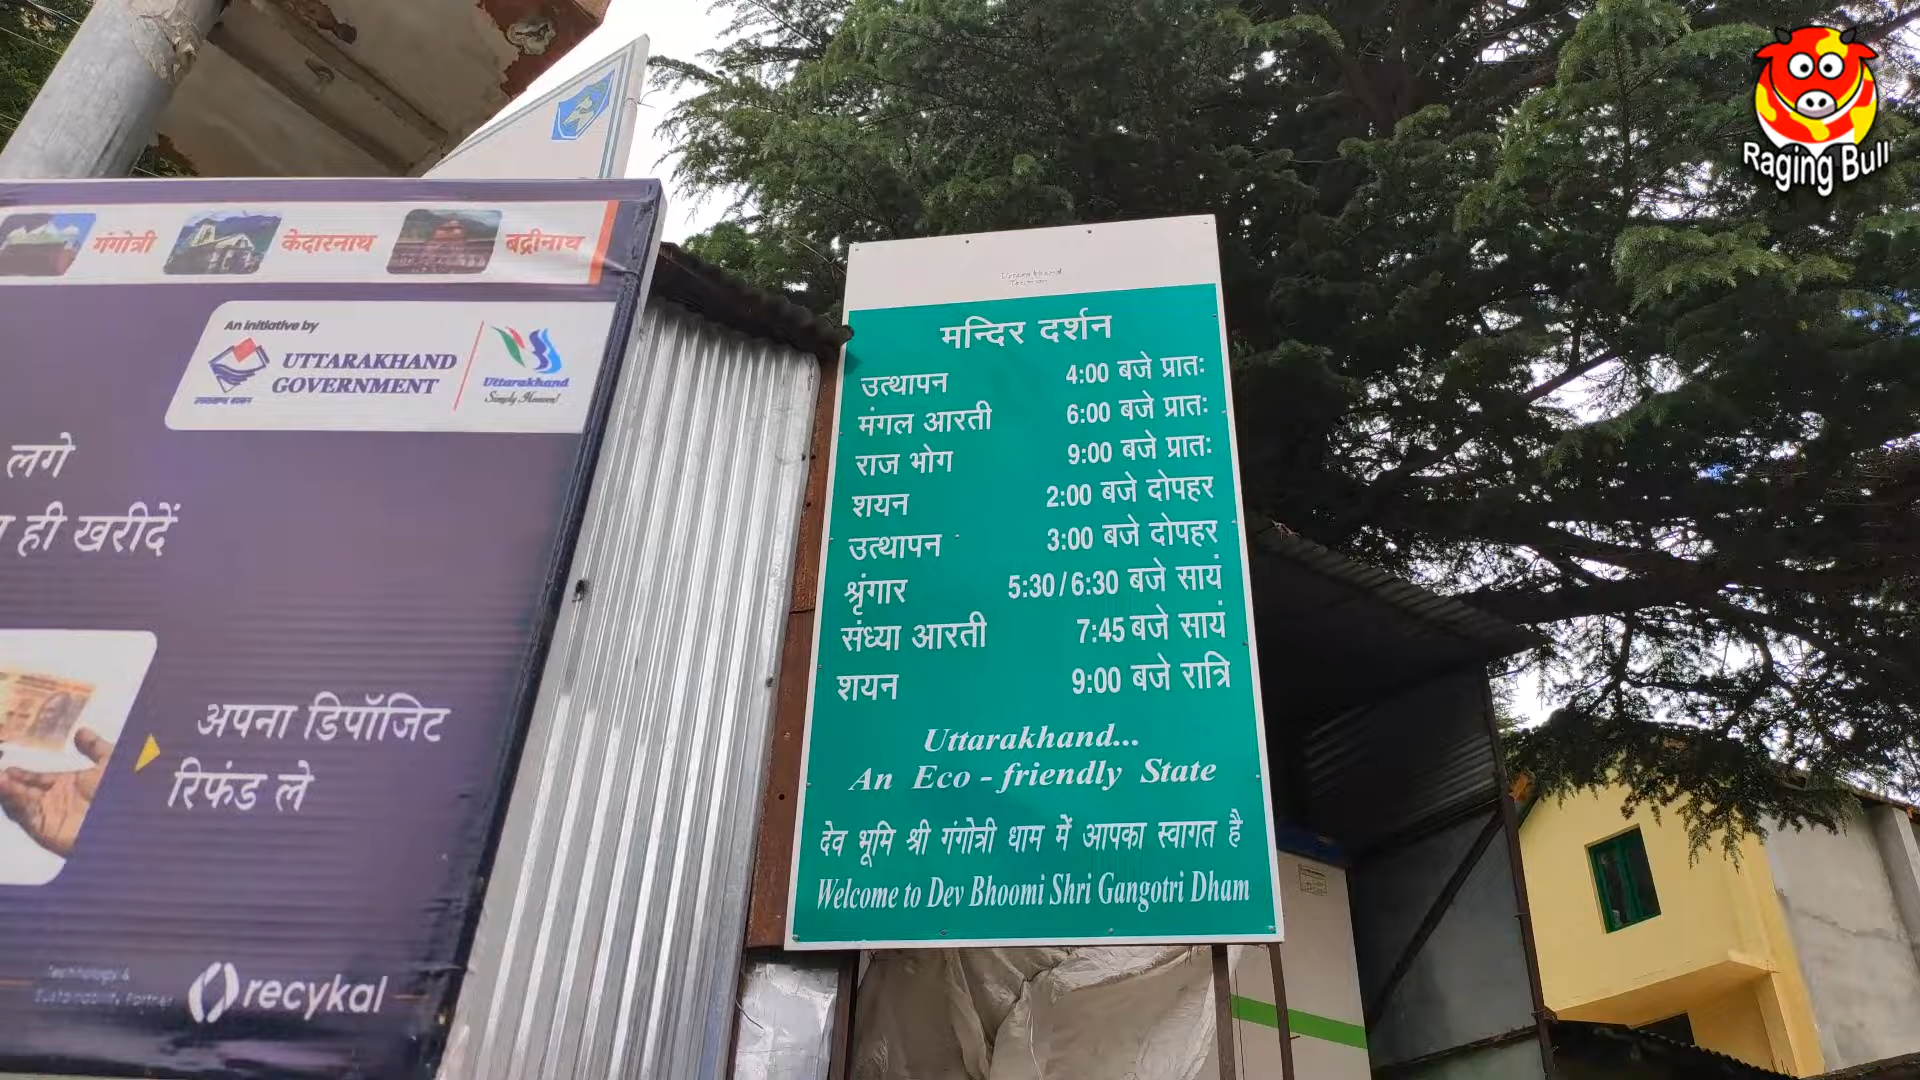 गंगोत्री केदारनाथ बद्रीनाथ
An initiative by
UTTARAKHAND
GOVERNMENT
Uttarakhand
Simply Heaven!
लगे
ही खरीदें
अपना डिपॉजिट
रिफंड ले
Technology &
Sustainability Partner
recykal
मन्दिर दर्शन
उत्थापन 4:00 बजे प्रात:
मंगल आरती 6:00 बजे प्रात:
राज भोग 9:00 बजे प्रात:
शयन 2:00 बजे दोपहर
उत्थापन 3:00 बजे दोपहर
श्रृंगार 5:30/6:30 बजे सायं
संध्या आरती 7:45 बजे सायं
शयन 9:00 बजे रात्रि
Uttarakhand...
An Eco - friendly State
देव भूमि श्री गंगोत्री धाम में आपका स्वागत है
Welcome to Dev Bhoomi Shri Gangotri Dham
Raging Bull